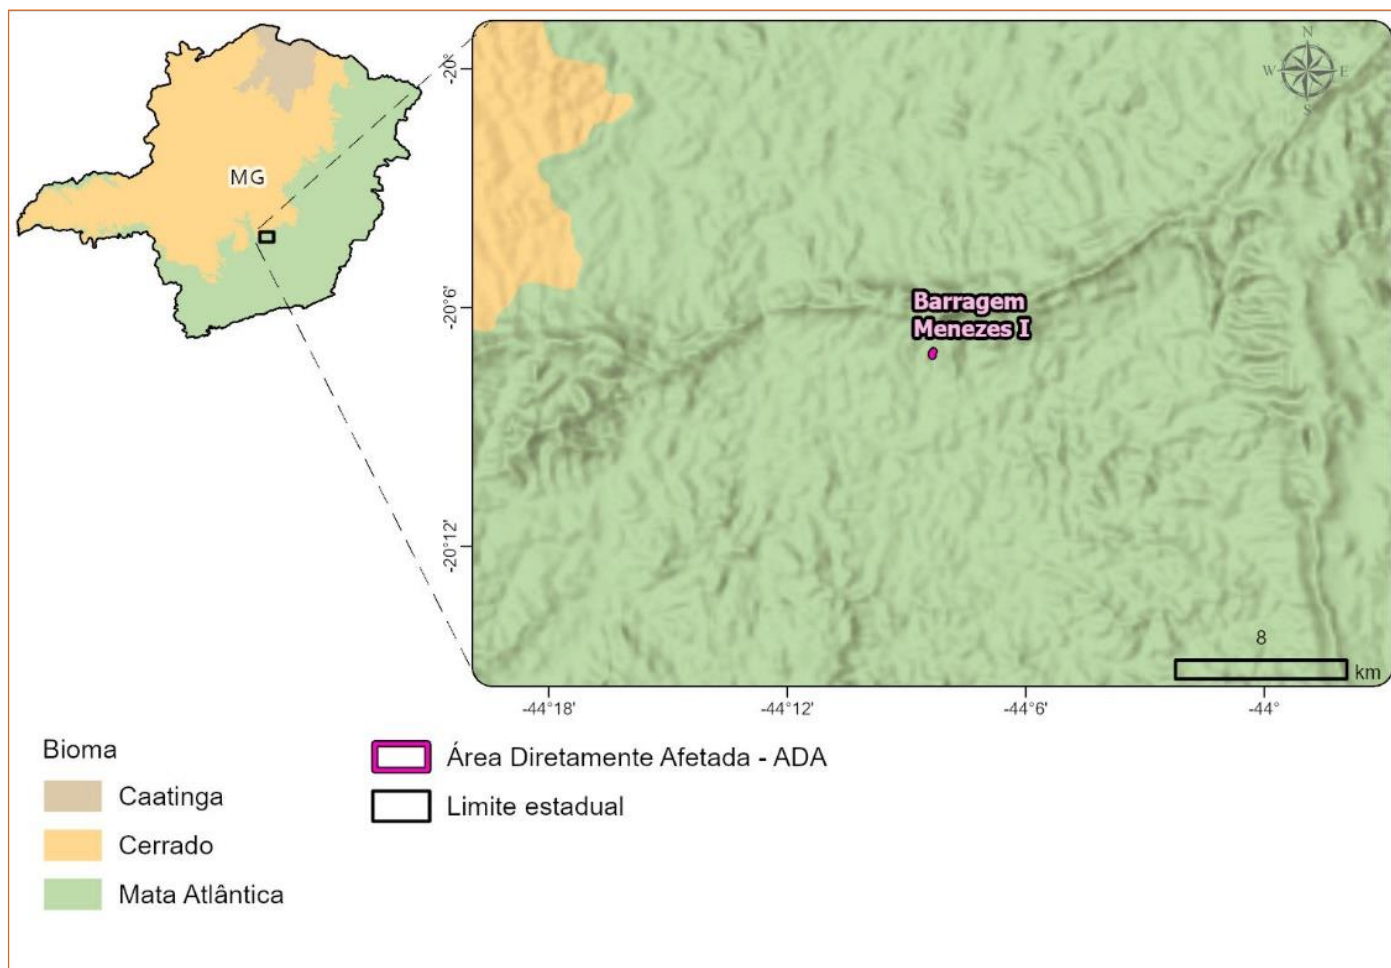 MG
N
W E
S
-20°
-20°6'
-20°12'
Barragem
Menezes I
8
km
-44°18'
-44°12'
-44°6'
-44°
Bioma
Caatinga
Cerrado
Mata Atlântica
Área Diretamente Afetada - ADA
Limite estadual